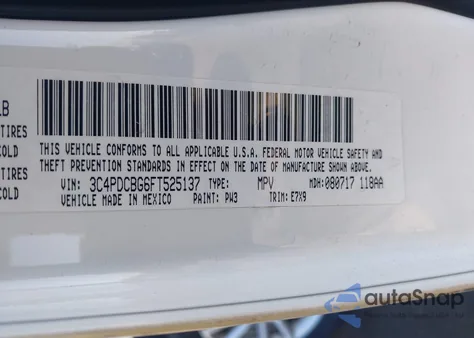 LB
TIRES
COLD
TIRES
COLD
THIS VEHICLE CONFORMS TO ALL APPLICABLE U.S.A. FEDERAL MOTOR VEHICLE SAFETY AND
THEFT PREVENTION STANDARDS IN EFFECT ON THE DATE OF MANUFACTURE SHOWN ABOVE.
VIN: 3C4PDCBG6FT525137 TYPE: MPV MDH: 080717 118AA
VEHICLE MADE IN MEXICO PAINT: PW3 TRIM: E7X9
autoSnap